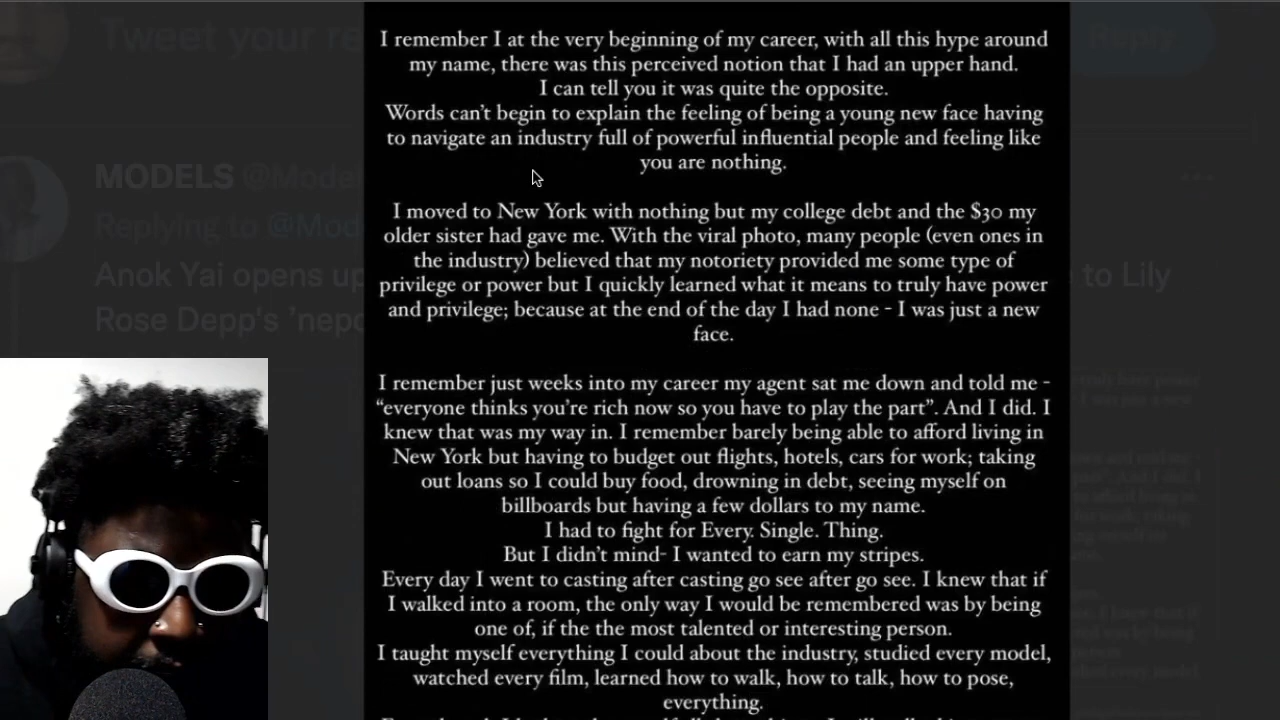 Tweet your re
Reply
I remember I at the very beginning of my career, with all this hype around
my name, there was this perceived notion that I had an upper hand.
I can tell you it was quite the opposite.
Words can't begin to explain the feeling of being a young new face having
to navigate an industry full of powerful influential people and feeling like
you are nothing.
MODELS @Model
Replying to @Mod
Anok Yai opens up
to Lily
Rose Depp's 'nepo
I moved to New York with nothing but my college debt and the $30 my
older sister had gave me. With the viral photo, many people (even ones in
the industry) believed that my notoriety provided me some type of
privilege or power but I quickly learned what it means to truly have power
and privilege; because at the end of the day I had none - I was just a new
face.
I remember just weeks into my career my agent sat me down and told me -
“everyone thinks you're rich now so you have to play the part”. And I did. I
knew that was my way in. I remember barely being able to afford living in
New York but having to budget out flights, hotels, cars for work; taking
out loans so I could buy food, drowning in debt, seeing myself on
billboards but having a few dollars to my name.
I had to fight for Every. Single. Thing.
But I didn't mind- I wanted to earn my stripes.
Every day I went to casting after casting go see after go see. I knew that if
I walked into a room, the only way I would be remembered was by being
one of, if the the most talented or interesting person.
I taught myself everything I could about the industry, studied every model,
watched every film, learned how to walk, how to talk, how to pose,
everything.